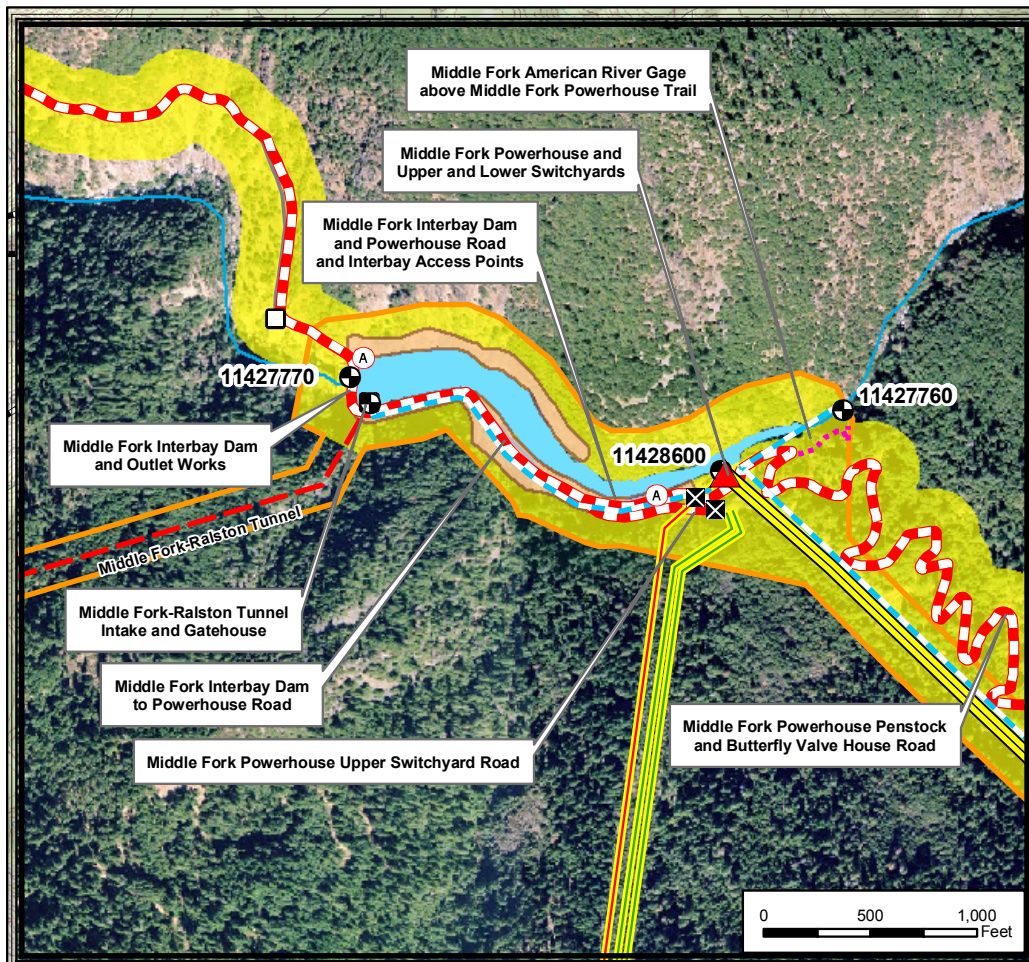 Middle Fork American River Gage
above Middle Fork Powerhouse Trail
Middle Fork Powerhouse and
Upper and Lower Switchyards
Middle Fork Interbay Dam
and Powerhouse Road
and Interbay Access Points
A
11427770
11427760
Middle Fork Interbay Dam
and Outlet Works
11428600
A
Middle Fork-Ralston Tunnel
Middle Fork-Ralston Tunnel
Intake and Gatehouse
Middle Fork Interbay Dam
to Powerhouse Road
Middle Fork Powerhouse Penstock
and Butterfly Valve House Road
Middle Fork Powerhouse Upper Switchyard Road
0 500 1,000
Feet